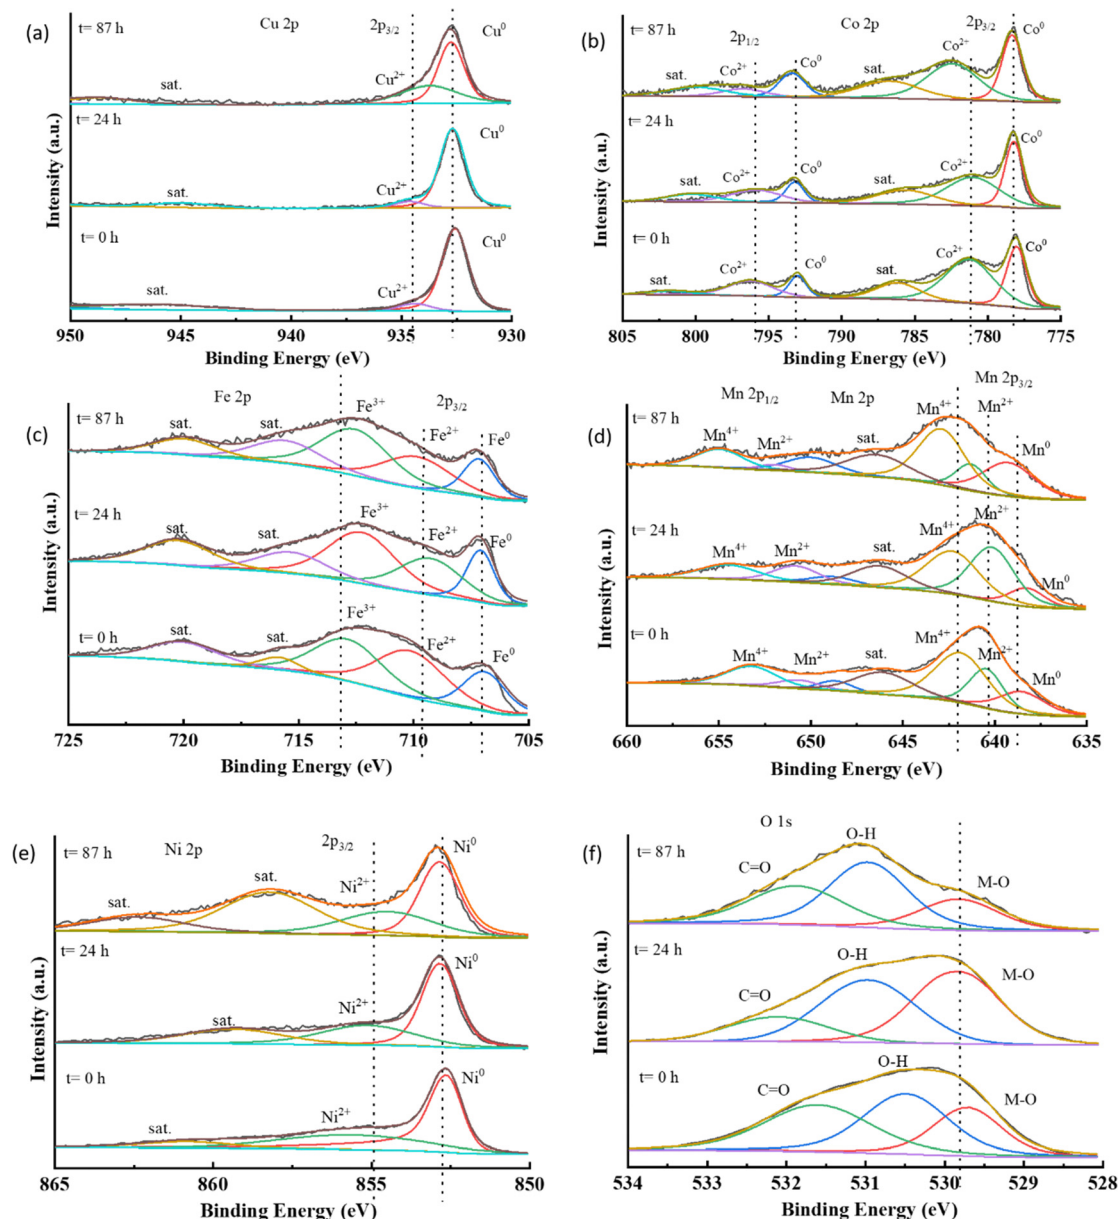 (a)
t= 87 h
Cu 2p
2p3/2
Cu0
Cu2+
sat.
t= 24 h
Cu0
Cu2+
sat.
t= 0 h
Cu0
Cu2+
sat.
950 945 940 935 930
Binding Energy (eV)
Intensity (a.u.)
(b)
t= 87 h
Co 2p
2p1/2
2p3/2
Co0
Co2+
sat.
Co0
Co2+
sat.
t= 24 h
Co0
Co2+
sat.
Co0
Co2+
sat.
t= 0 h
Co0
Co2+
sat.
Co0
Co2+
sat.
805 800 795 790 785 780 775
Binding Energy (eV)
Intensity (a.u.)
(c)
Fe 2p
2p3/2
t= 87 h
sat.
sat.
Fe3+
Fe2+
Fe0
t= 24 h
sat.
sat.
Fe3+
Fe2+
Fe0
t= 0 h
sat.
sat.
Fe3+
Fe2+
Fe0
725 720 715 710 705
Binding Energy (eV)
Intensity (a.u.)
(d)
Mn 2p1/2
Mn 2p
Mn 2p3/2
t= 87 h
Mn4+
Mn2+
sat.
Mn4+
Mn2+
Mn0
t= 24 h
Mn4+
Mn2+
sat.
Mn4+
Mn2+
Mn0
t= 0 h
Mn4+
Mn2+
sat.
Mn4+
Mn2+
Mn0
660 655 650 645 640 635
Binding Energy (eV)
Intensity (a.u.)
(e)
t= 87 h
Ni 2p
2p3/2
sat.
sat.
Ni2+
Ni0
t= 24 h
sat.
Ni2+
Ni0
t= 0 h
sat.
Ni2+
Ni0
865 860 855 850
Binding Energy (eV)
Intensity (a.u.)
(f)
O 1s
t= 87 h
C=O
O-H
M-O
t= 24 h
C=O
O-H
M-O
t= 0 h
C=O
O-H
M-O
534 533 532 531 530 529 528
Binding Energy (eV)
Intensity (a.u.)